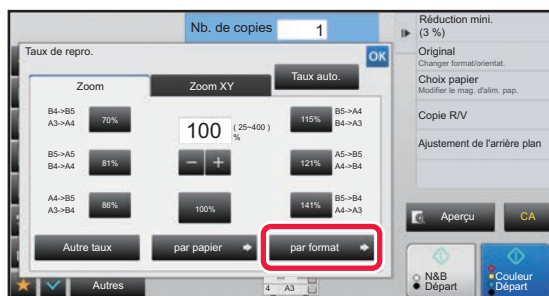 Nb. de copies 1
Taux de repro.
OK
Zoom
Zoom XY
Taux auto.
B4->B5
A3->A4
70%
B5->A5
B4->A4
81%
A4->B5
A3->B4
86%
100 (25~400)
%
100%
115%
B5->A4
B4->A3
121%
A5->B5
B4->A4
141%
B5->B4
A4->A3
Autre taux
par papier
par format
Autres
4 A3
Réduction mini.
(3 %)
Original
Changer format/orientat.
Choix papier
Modifier le mag. d'alim. pap.
Copie R/V
Ajustement de l'arrière plan
Aperçu
CA
N&B
Départ
Couleur
Départ